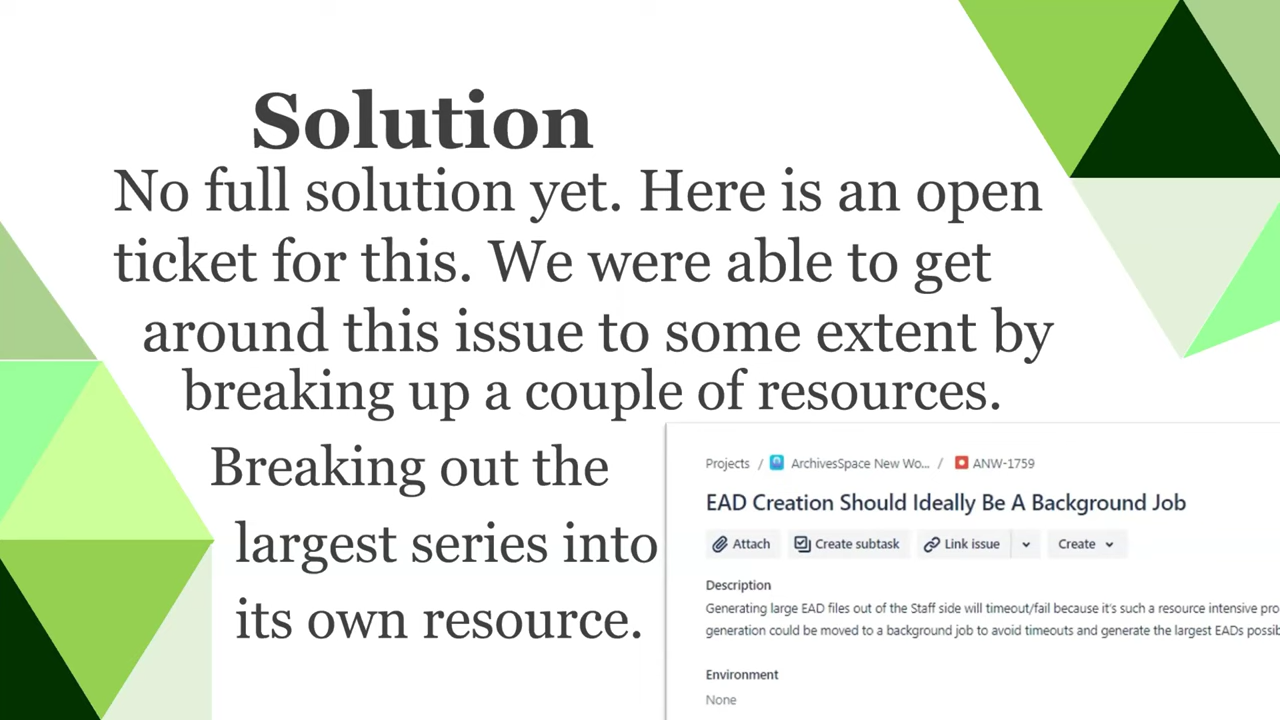 Solution
No full solution yet. Here is an open
ticket for this. We were able to get
around this issue to some extent by
breaking up a couple of resources.
Breaking out the
largest series into
its own resource.
Projects / ArchivesSpace New Wo... / ANW-1759
EAD Creation Should Ideally Be A Background Job
Attach Create subtask Link issue Create
Description
Generating large EAD files out of the Staff side will timeout/fail because it's such a resource intensive pro
generation could be moved to a background job to avoid timeouts and generate the largest EADs possib
Environment
None